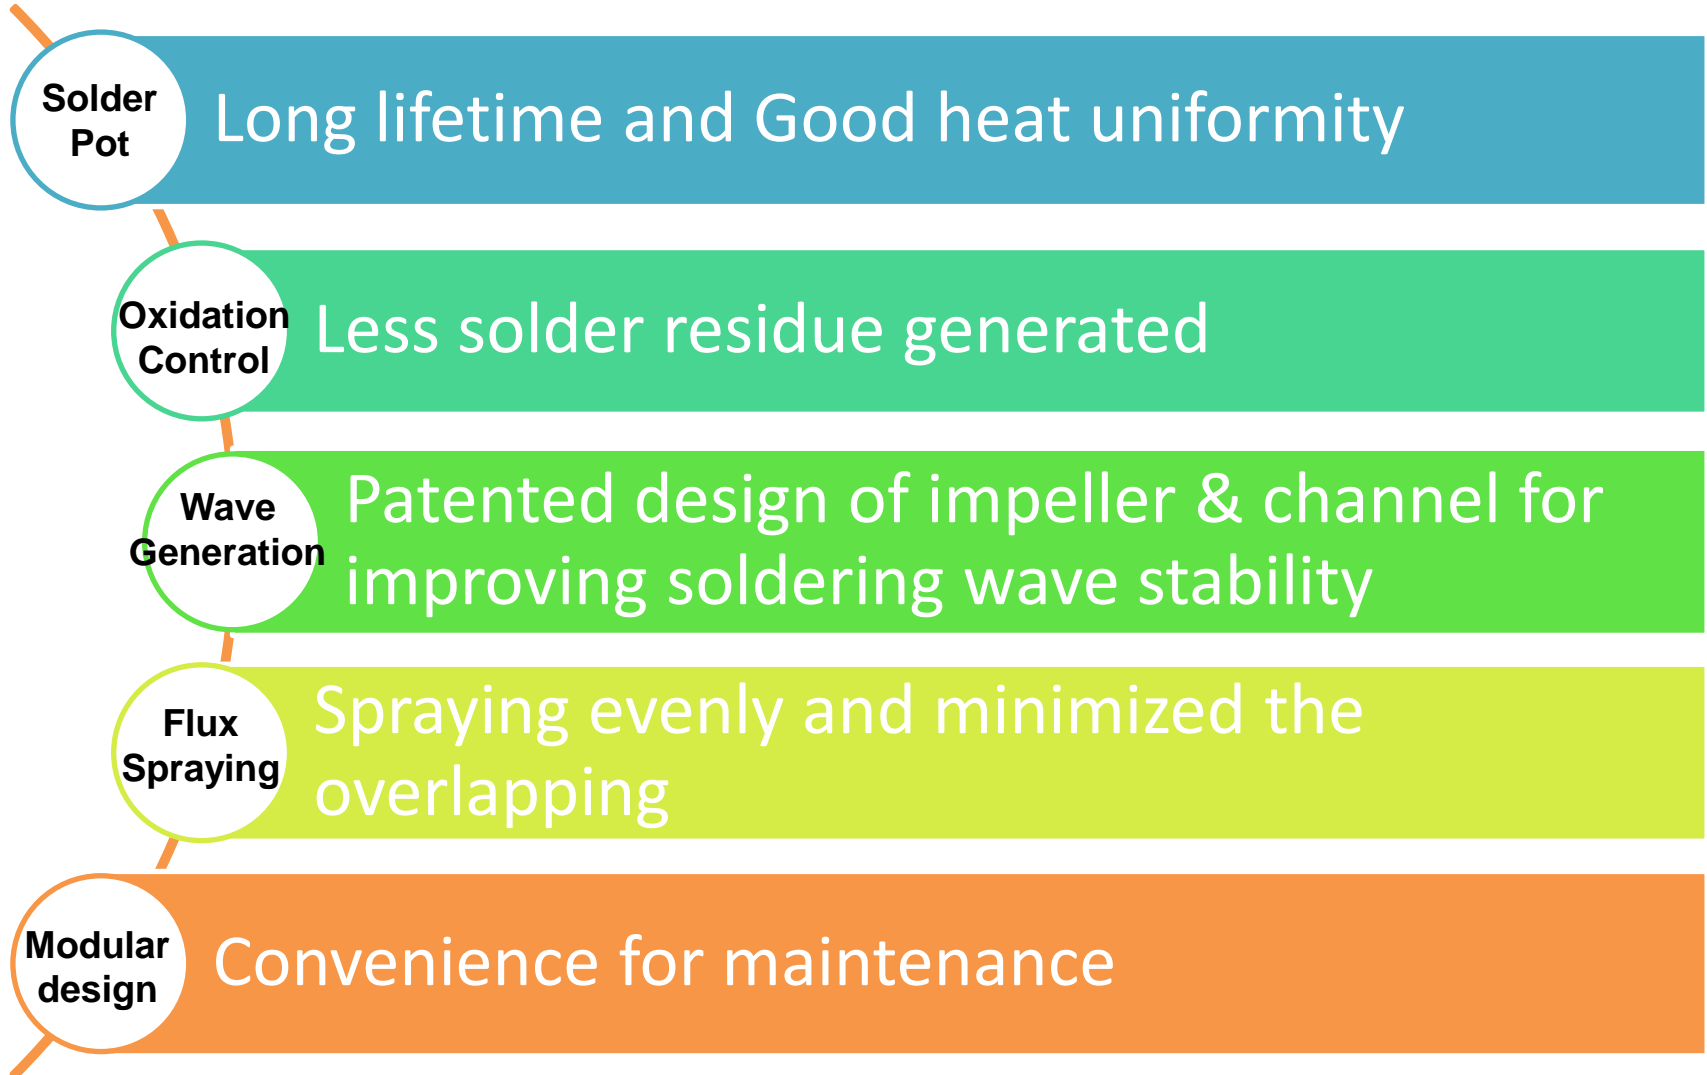 Solder
Pot
Long lifetime and Good heat uniformity
Oxidation
Control
Less solder residue generated
Wave
Generation
Patented design of impeller & channel for
improving soldering wave stability
Flux
Spraying
Spraying evenly and minimized the
overlapping
Modular
design
Convenience for maintenance